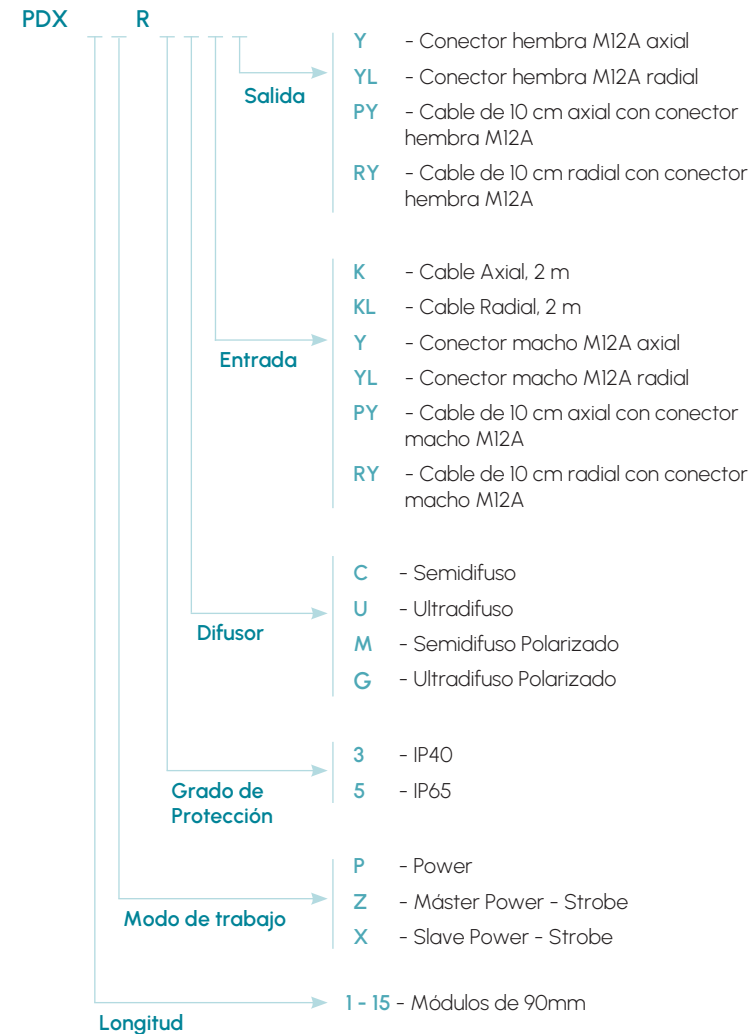 PDX R
Salida
Y - Conector hembra M12A axial
YL - Conector hembra M12A radial
PY - Cable de 10 cm axial con conector
hembra M12A
RY - Cable de 10 cm radial con conector
hembra M12A
Entrada
K - Cable Axial, 2 m
KL - Cable Radial, 2 m
Y - Conector macho M12A axial
YL - Conector macho M12A radial
PY - Cable de 10 cm axial con conector
macho M12A
RY - Cable de 10 cm radial con conector
macho M12A
Difusor
C - Semidifuso
U - Ultradifuso
M - Semidifuso Polarizado
G - Ultradifuso Polarizado
Grado de
Protección
3 - IP40
5 - IP65
Modo de trabajo
P - Power
Z - Máster Power - Strobe
X - Slave Power - Strobe
Longitud
1 - 15 - Módulos de 90mm